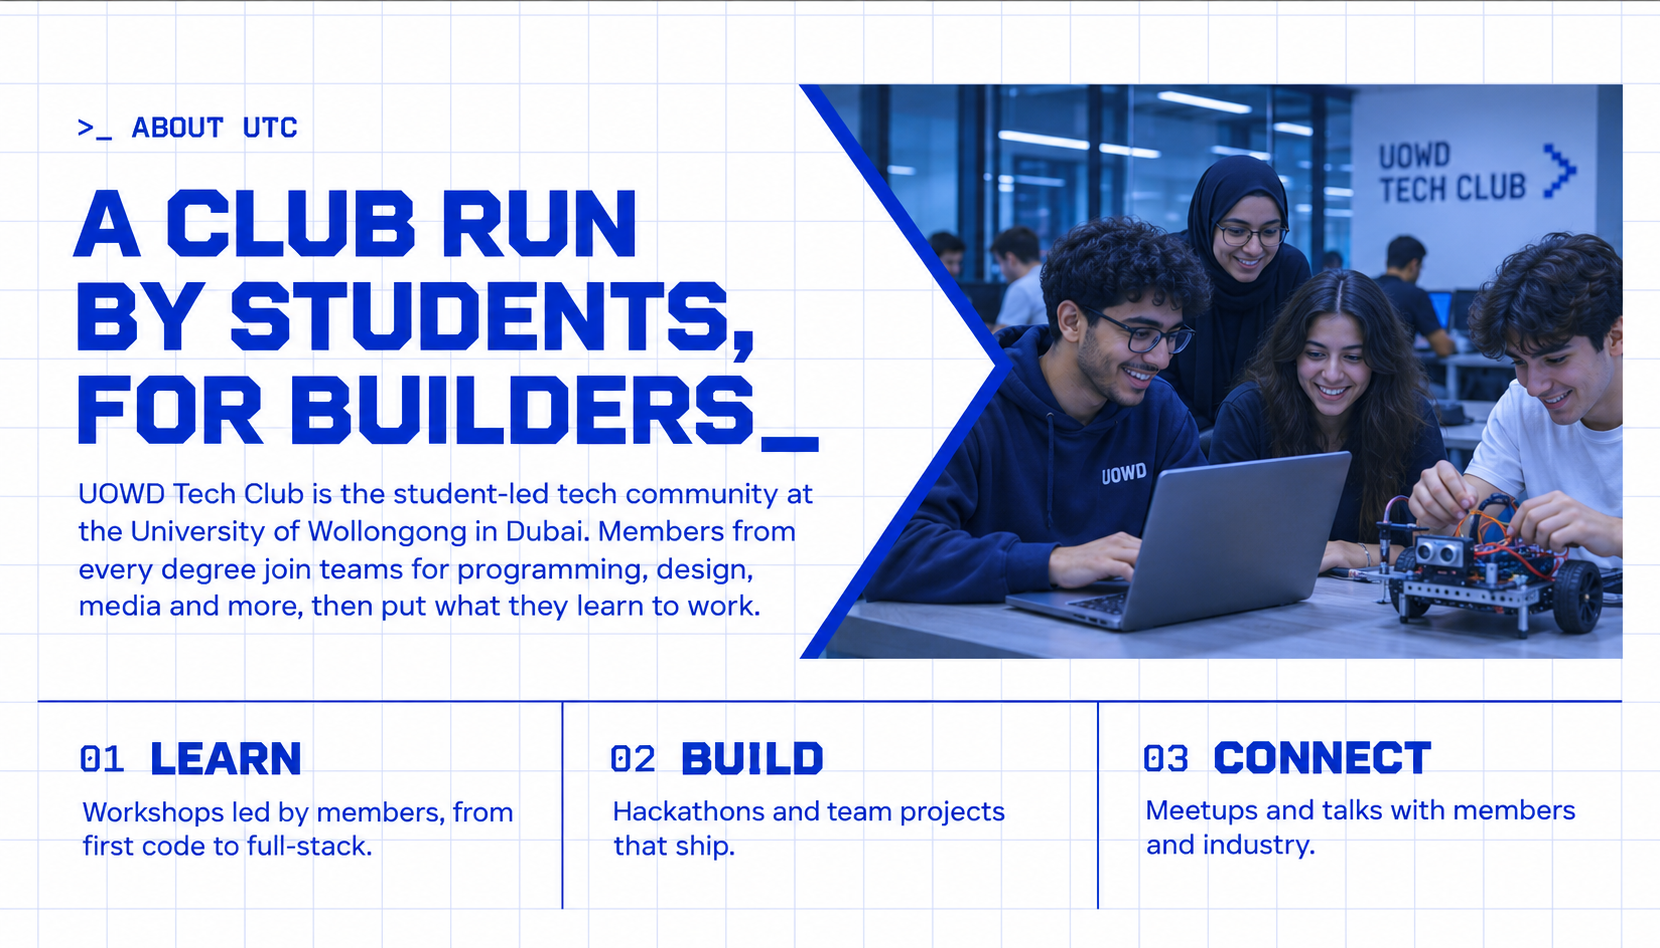 >_ ABOUT UTC
A CLUB RUN
BY STUDENTS,
FOR BUILDERS_
UOWD Tech Club is the student-led tech community at
the University of Wollongong in Dubai. Members from
every degree join teams for programming, design,
media and more, then put what they learn to work.
UOWD
TECH CLUB
UOWD
01 LEARN
Workshops led by members, from
first code to full-stack.
02 BUILD
Hackathons and team projects
that ship.
03 CONNECT
Meetups and talks with members
and industry.